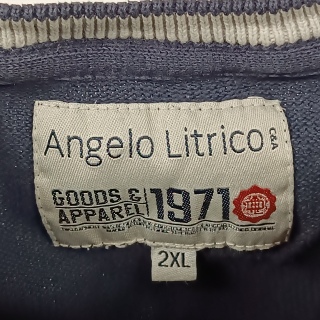 Angelo Litrico
GOODS & APPAREL 1971
2XL